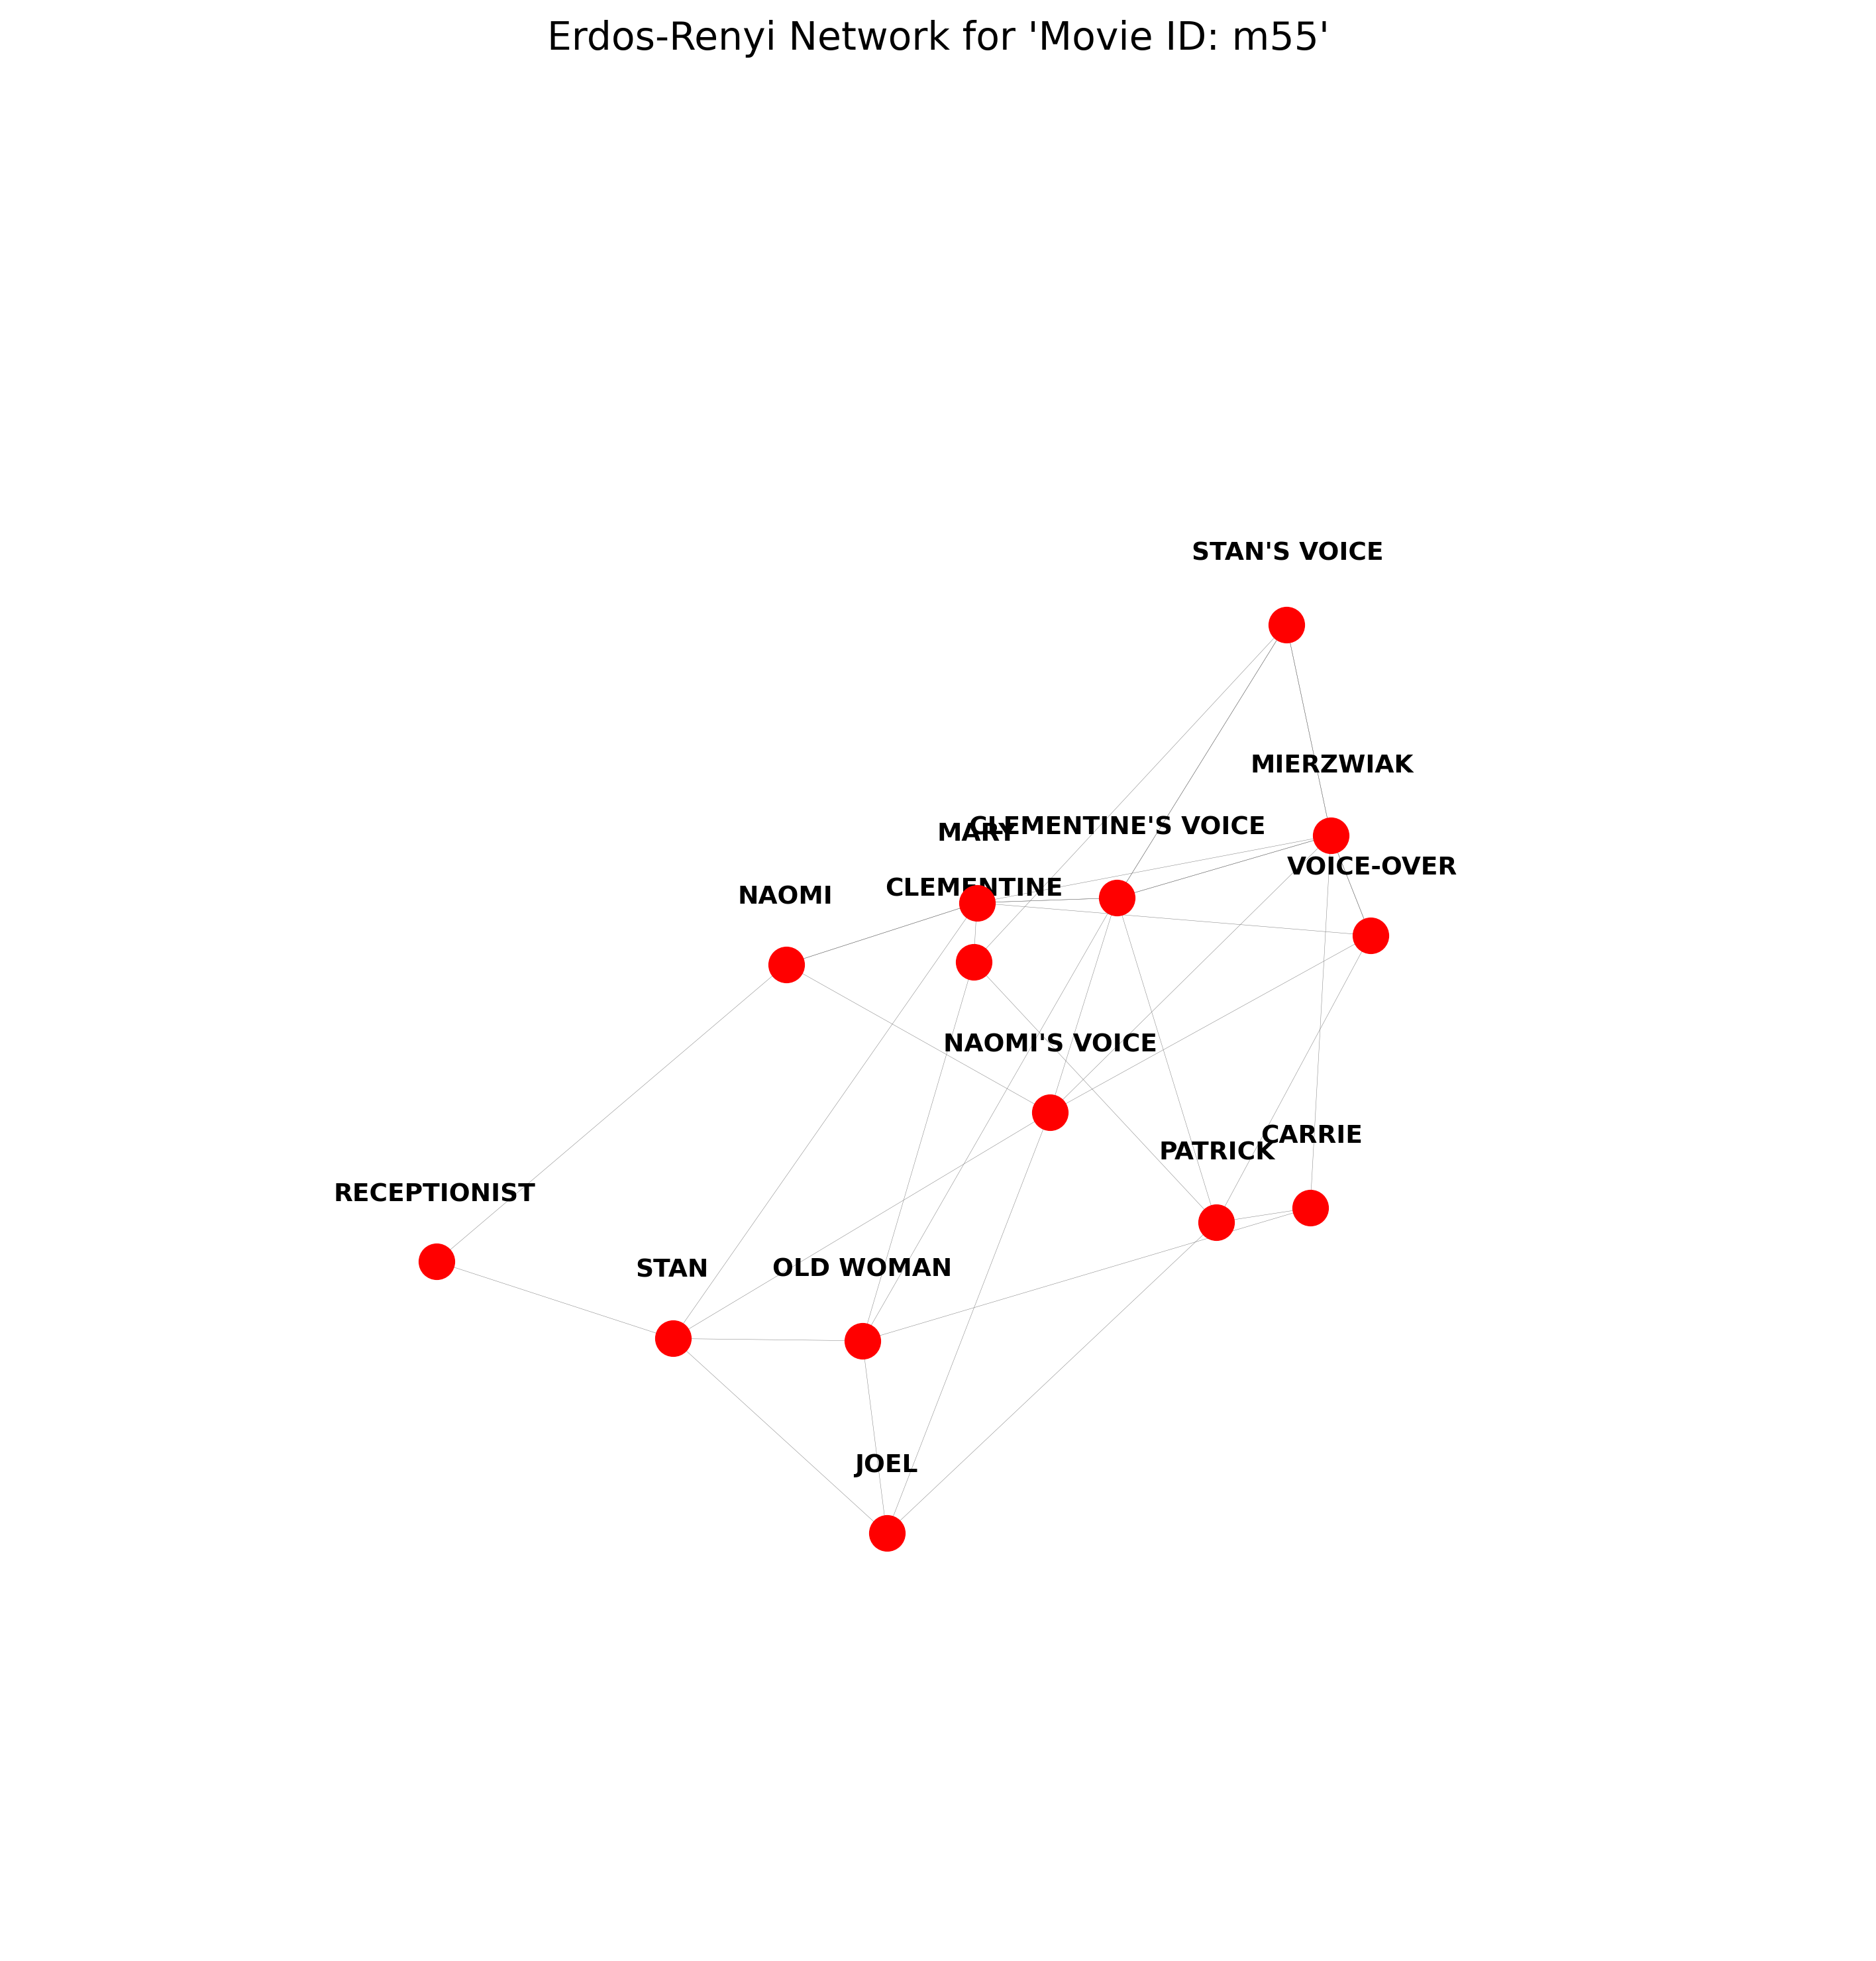 Erdos-Renyi Network for 'Movie ID: m55'
STAN'S VOICE
MIERZWIAK
CLEMENTINE'S VOICE
MARY
VOICE-OVER
CLEMENTINE
NAOMI
NAOMI'S VOICE
CARRIE
PATRICK
RECEPTIONIST
STAN
OLD WOMAN
JOEL